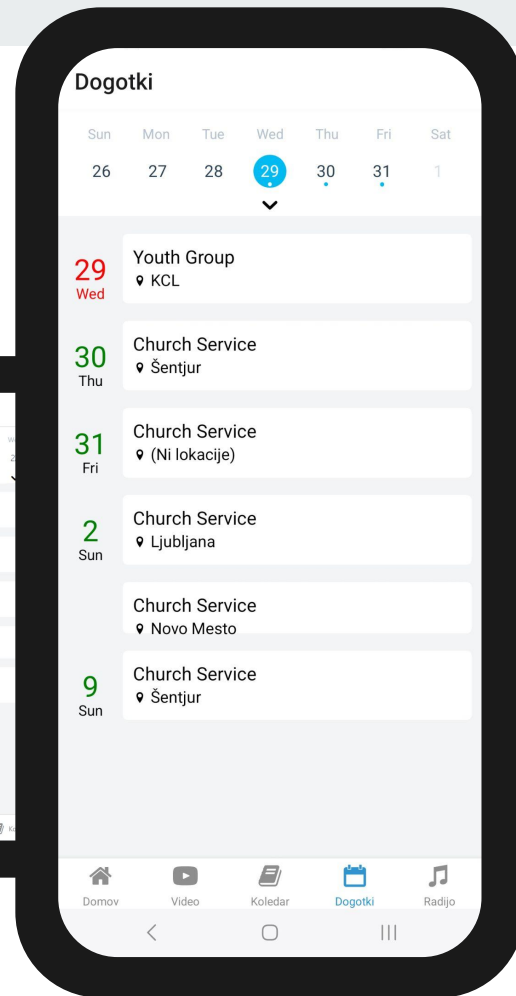 Dogotki
Sun Mon Tue Wed Thu Fri Sat
26 27 28 29 30 31 1
29
Wed
Youth Group
KCL
30
Thu
Church Service
Šentjur
31
Fri
Church Service
(Ni lokacije)
2
Sun
Church Service
Ljubljana
Church Service
Novo Mesto
9
Sun
Church Service
Šentjur
Domov Video Koledar Dogotki Radijo